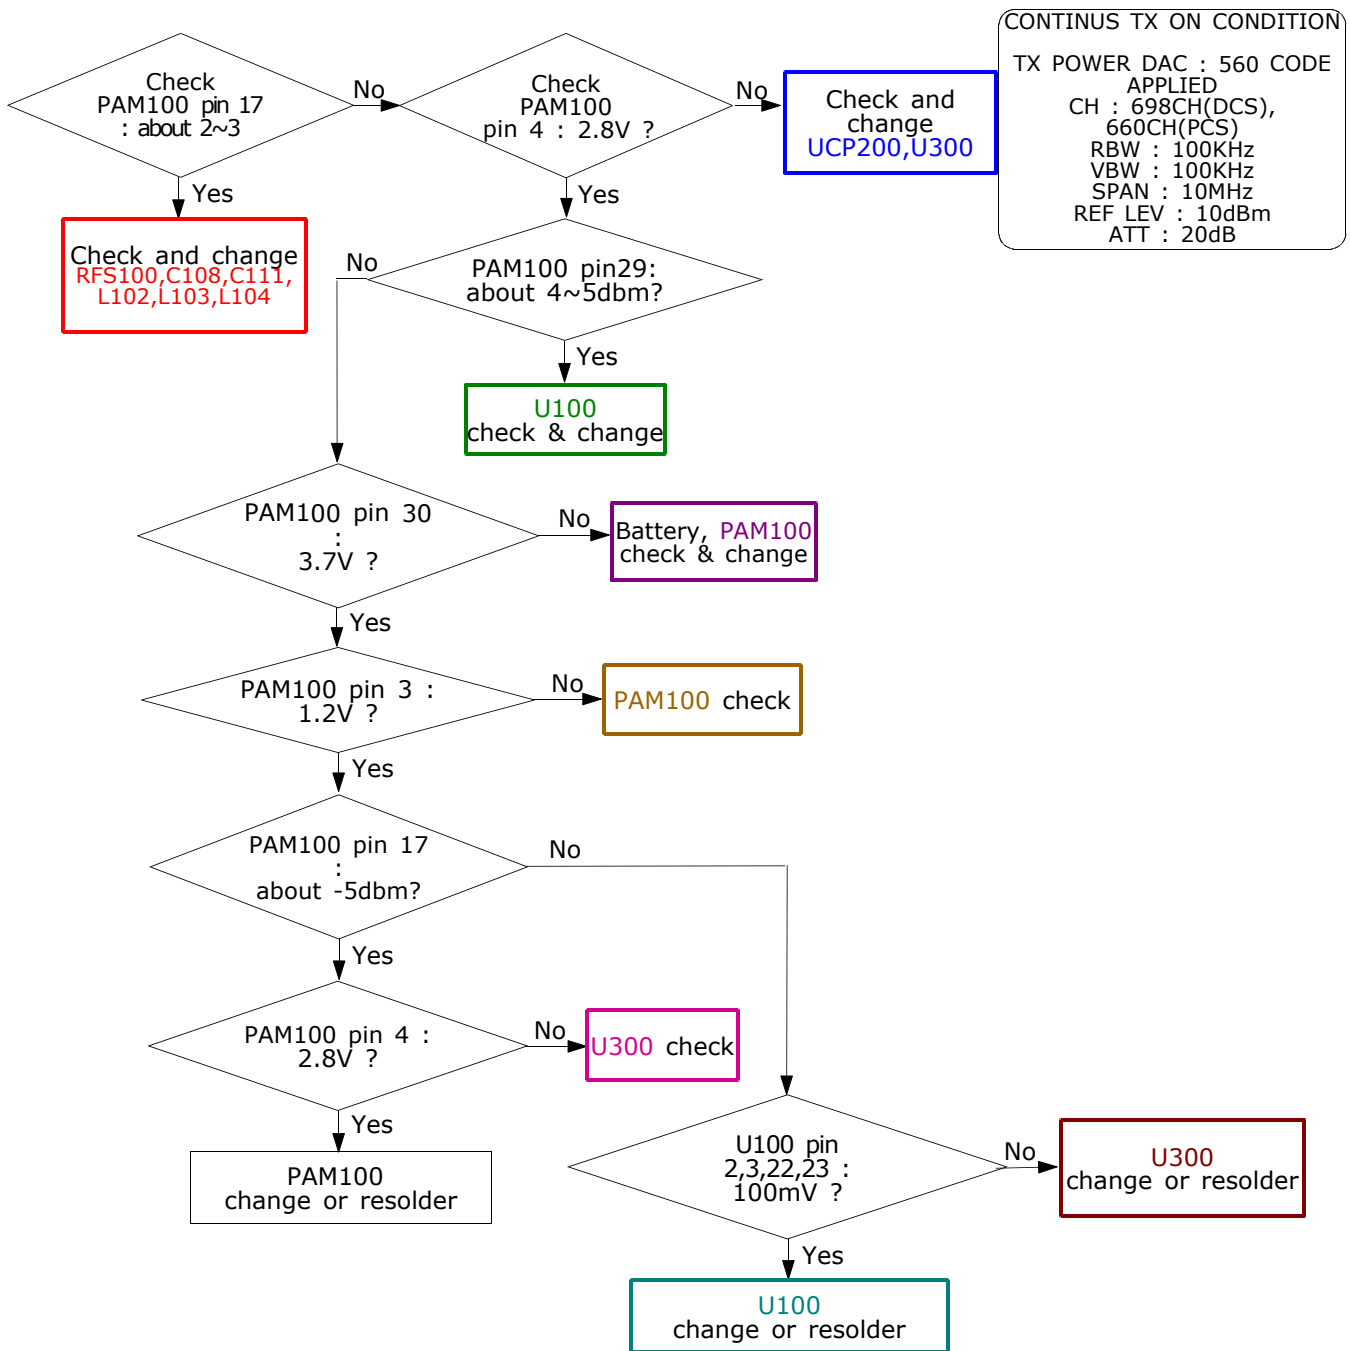 CONTINUS TX ON CONDITION
TX POWER DAC : 560 CODE
APPLIED
CH : 698CH(DCS),
660CH(PCS)
RBW : 100KHz
VBW : 100KHz
SPAN : 10MHz
REF LEV : 10dBm
ATT : 20dB
Check
PAM100 pin 17
: about 2~3
No
Check
PAM100
pin 4 : 2.8V ?
No
Check and
change
UCP200,U300
Yes
Yes
Check and change
RFS100,C108,C111,
L102,L103,L104
No
PAM100 pin29:
about 4~5dbm?
Yes
U100
check & change
PAM100 pin 30
:
3.7V ?
No
Battery, PAM100
check & change
Yes
PAM100 pin 3 :
1.2V ?
No
PAM100 check
Yes
PAM100 pin 17
:
about -5dbm?
No
Yes
PAM100 pin 4 :
2.8V ?
No
U300 check
Yes
PAM100
change or resolder
U100 pin
2,3,22,23 :
100mV ?
No
U300
change or resolder
Yes
U100
change or resolder